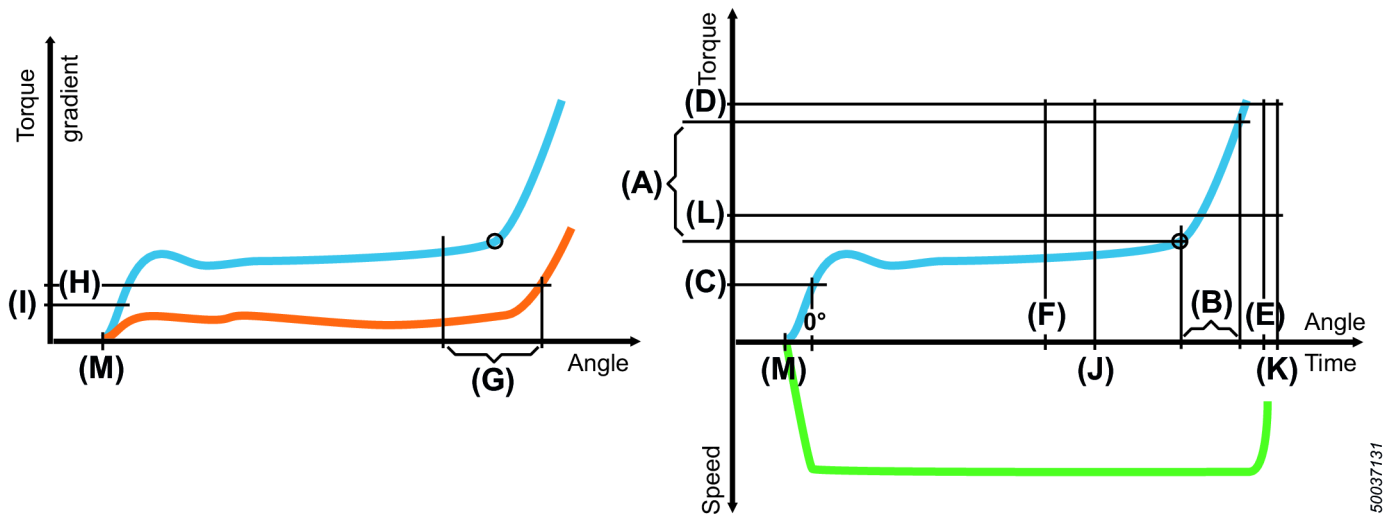 Torque
gradient
(H)
(I)
(M)
(G)
Angle
Torque
(D)
(A)
(L)
(C)
0°
(F)
(B)
(E)
Angle
(M)
(J)
(K)
Time
Speed
50037131